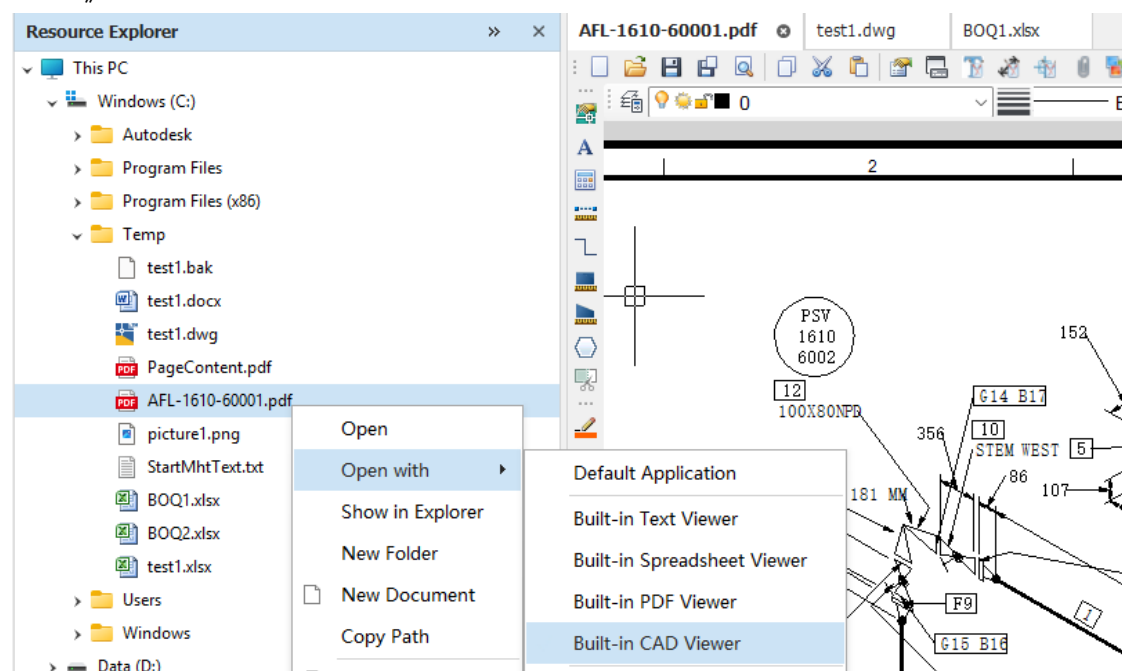 Resource Explorer
This PC
Windows (C:)
Autodesk
Program Files
Program Files (x86)
Temp
test1.bak
test1.docx
test1.dwg
PageContent.pdf
AFL-1610-60001.pdf
picture1.png
StartMhtText.txt
BOQ1.xlsx
BOQ2.xlsx
test1.xlsx
Users
Windows
Data (D:)
Open
Open with
Show in Explorer
New Folder
New Document
Copy Path
Default Application
Built-in Text Viewer
Built-in Spreadsheet Viewer
Built-in PDF Viewer
Built-in CAD Viewer
AFL-1610-60001.pdf
test1.dwg
BOQ1.xlsx
0
A
2
PSV
1610
6002
12
100X80NPD
152
G14 B17
356
10
STEM WEST
5
86
107
181 MM
F9
1
G15 B16